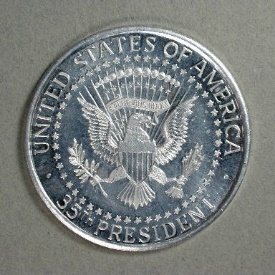 UNITED STATES OF AMERICA
35TH PRESIDENT